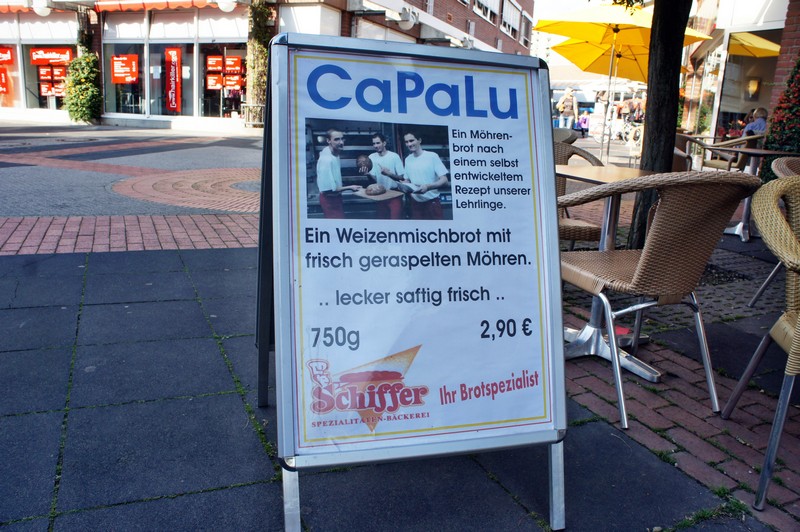 CaPaLu
Ein Möhren-
brot nach
einem selbst
entwickeltem
Rezept unserer
Lehrlinge.
Ein Weizenmischbrot mit
frisch geraspelten Möhren.
.. lecker saftig frisch ..
750g 2,90 €
Schiffer
SPEZIALITÄTEN-BÄCKEREI
Ihr Brotspezialist